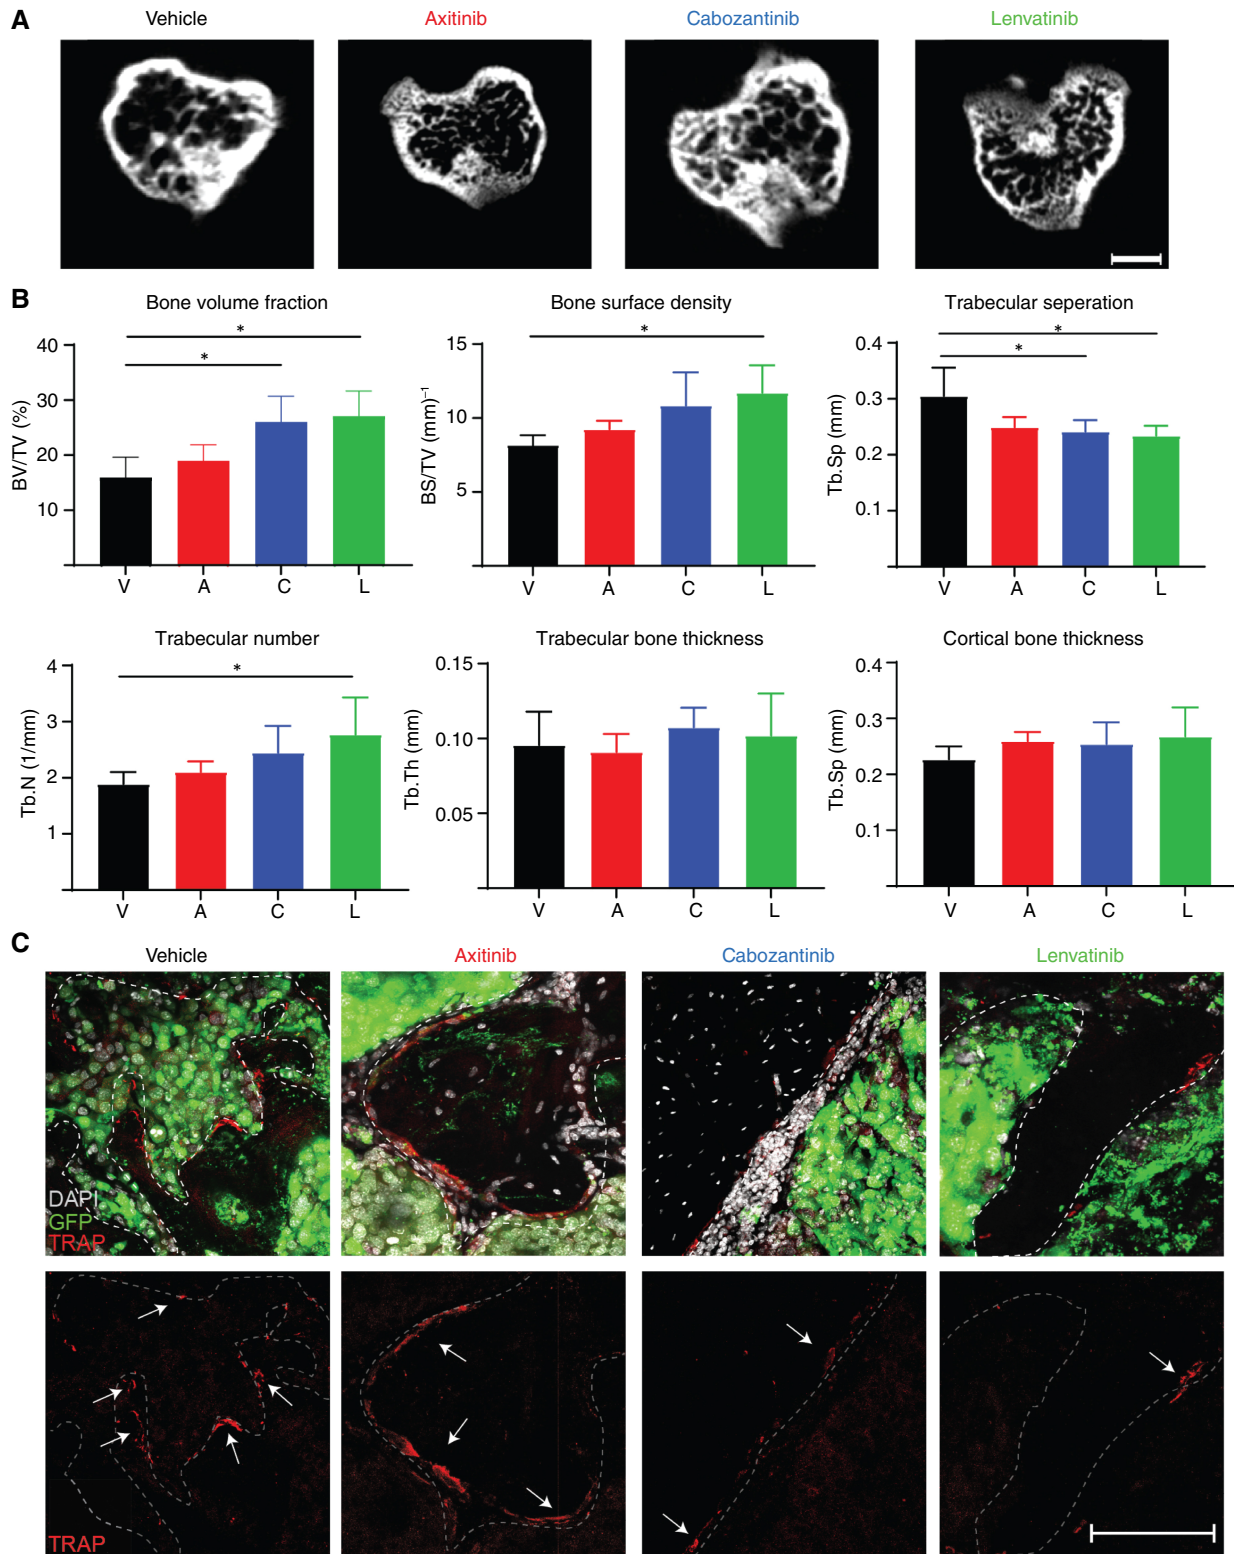 A
Vehicle Axitinib Cabozantinib Lenvatinib
B
Bone volume fraction Bone surface density Trabecular seperation
* * * * *
BV/TV (%) 40 30 20 10
V A C L
BS/TV (mm)⁻¹ 15 10 5
V A C L
Tb.Sp (mm) 0.4 0.3 0.2 0.1
V A C L
Trabecular number Trabecular bone thickness Cortical bone thickness
*
Tb.N (1/mm) 4 3 2 1
V A C L
Tb.Th (mm) 0.15 0.10 0.05
V A C L
Tb.Sp (mm) 0.4 0.3 0.2 0.1
V A C L
C
Vehicle Axitinib Cabozantinib Lenvatinib
DAPI
GFP
TRAP
TRAP